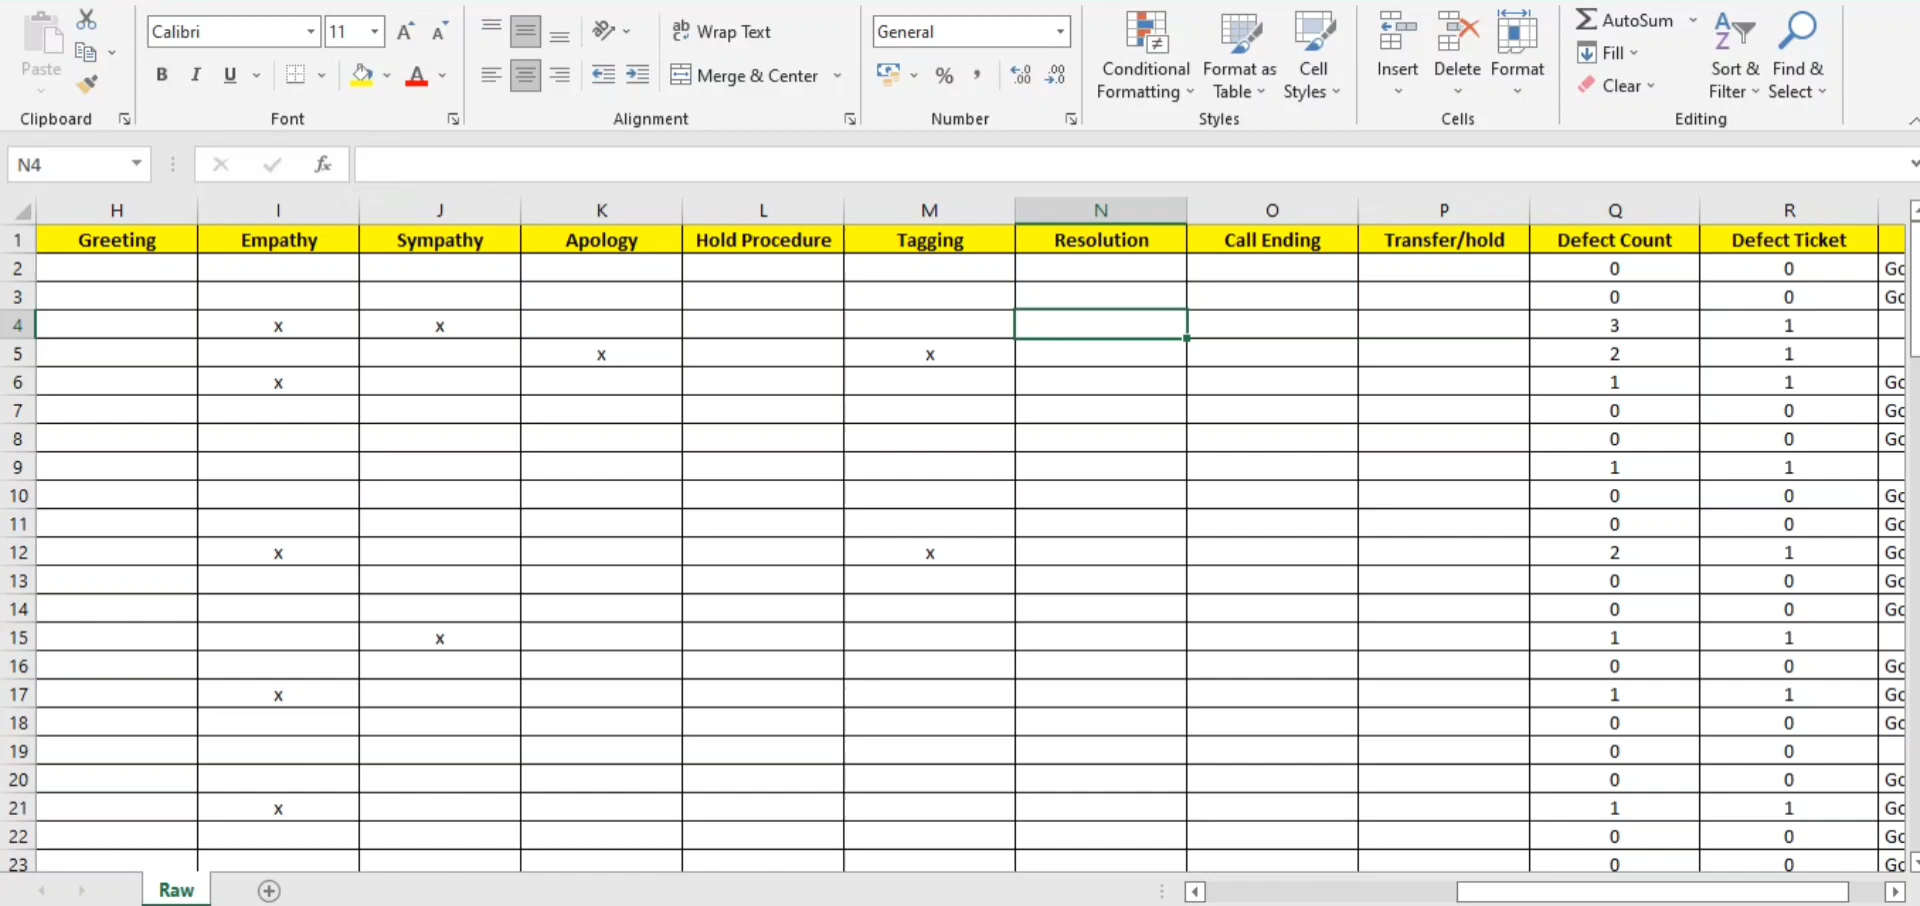 Calibri 11 Wrap Text General AutoSum
Paste B I U Merge & Center % Conditional Formatting Format as Table Cell Styles Insert Delete Format Fill Clear Sort & Filter Find & Select
Clipboard Font Alignment Number Styles Cells Editing
N4 fx
H I J K L M N O P Q R
1 Greeting Empathy Sympathy Apology Hold Procedure Tagging Resolution Call Ending Transfer/hold Defect Count Defect Ticket
2 0 0
3 0 0
4 x x 3 1
5 x x 2 1
6 x 1 1
7 0 0
8 0 0
9 1 1
10 0 0
11 0 0
12 x x 2 1
13 0 0
14 0 0
15 x 1 1
16 0 0
17 x 1 1
18 0 0
19 0 0
20 0 0
21 x 1 1
22 0 0
23 0 0
Raw